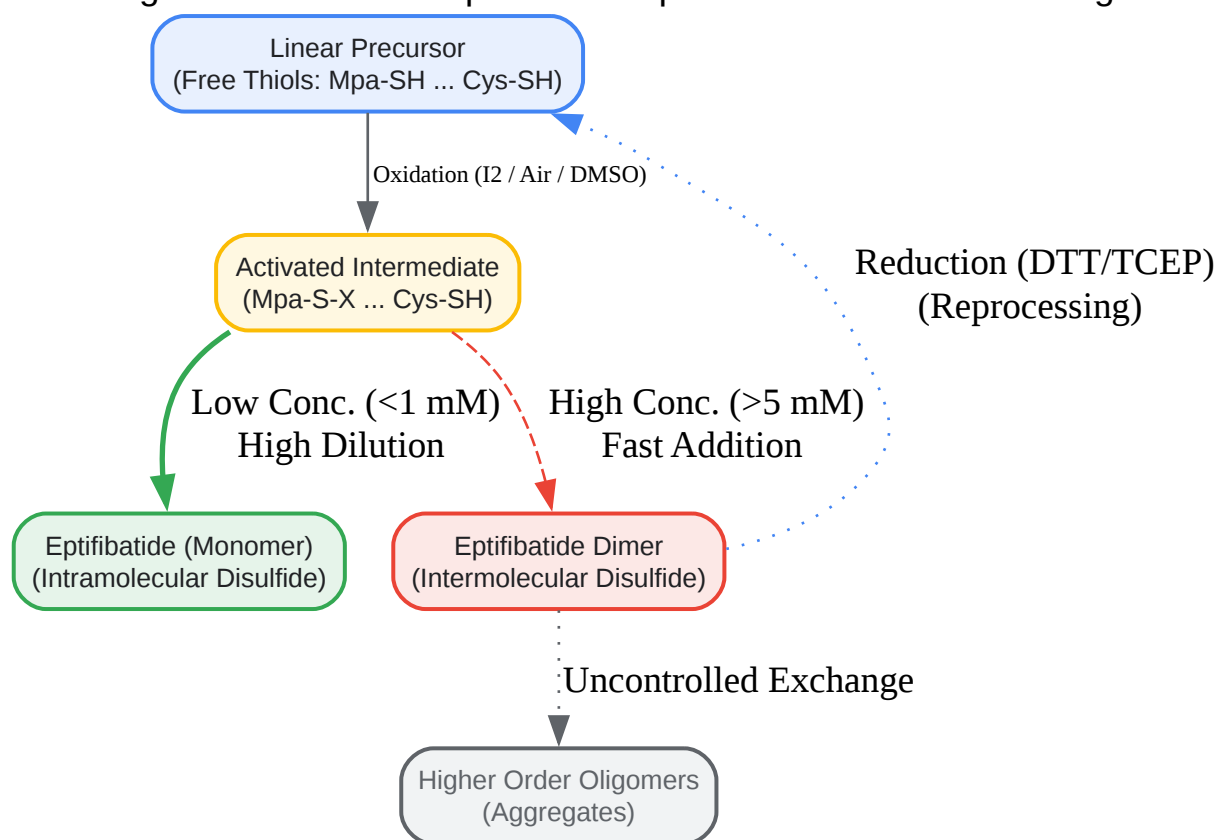 Linear Precursor
(Free Thiols: Mpa-SH ... Cys-SH)
Oxidation (I2 / Air / DMSO)
Activated Intermediate
(Mpa-S-X ... Cys-SH)
Reduction (DTT/TCEP)
(Reprocessing)
Low Conc. (<1 mM)
High Dilution
High Conc. (>5 mM)
Fast Addition
Eptifibatide (Monomer)
(Intramolecular Disulfide)
Eptifibatide Dimer
(Intermolecular Disulfide)
Uncontrolled Exchange
Higher Order Oligomers
(Aggregates)